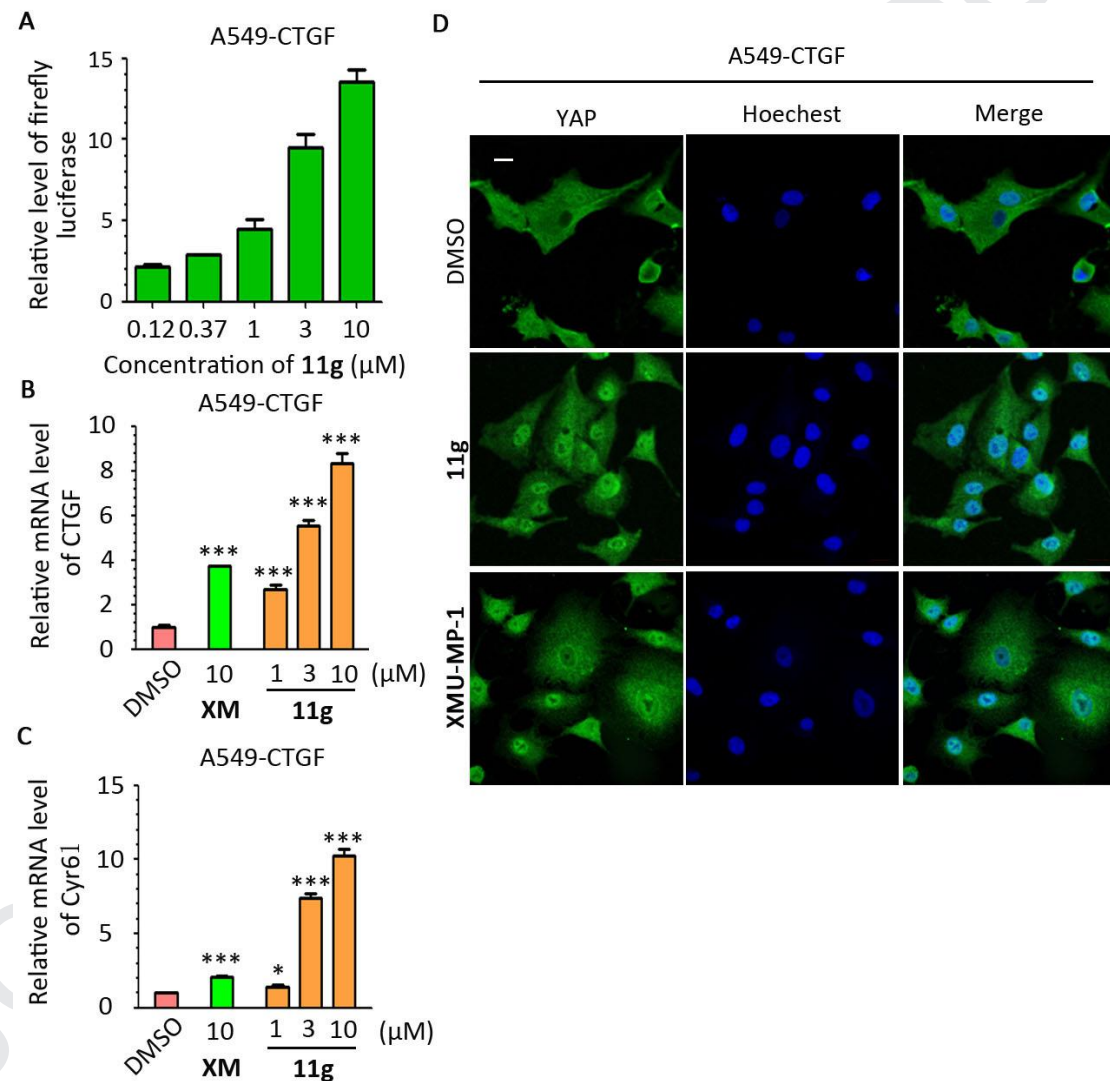 A
A549-CTGF
Relative level of firefly
luciferase
15
10
5
0
0.12 0.37 1 3 10
Concentration of 11g (μM)
B
A549-CTGF
Relative mRNA level
of CTGF
10
8
6
4
2
0
***
***
***
***
DMSO
10 1 3 10 (μM)
XM 11g
C
A549-CTGF
Relative mRNA level
of Cyr61
15
10
5
0
***
*
***
***
DMSO
10 1 3 10 (μM)
XM 11g
D
A549-CTGF
YAP Hoechest Merge
DMSO
11g
XMU-MP-1